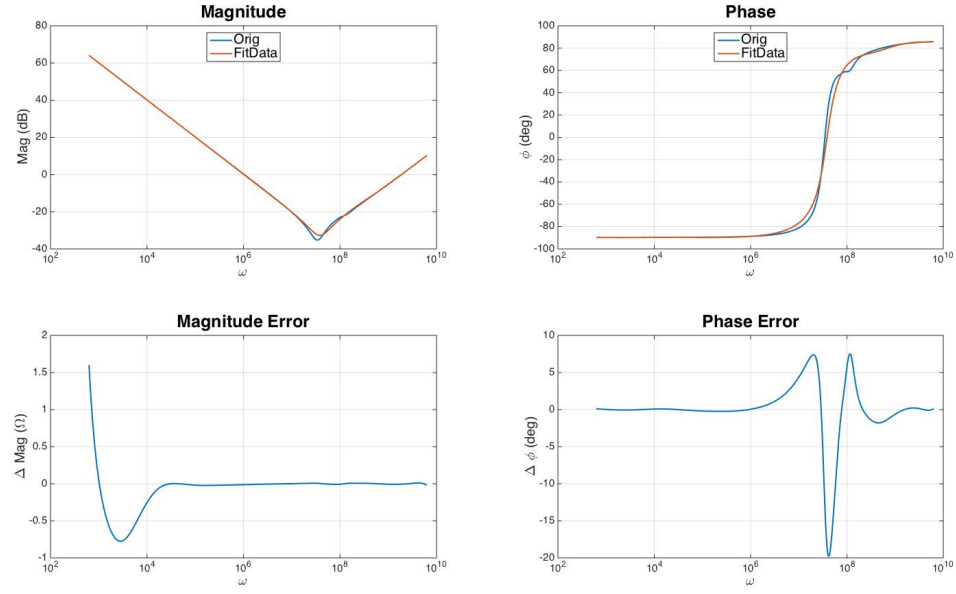 Magnitude
80
60
40
20
0
-20
-40
Mag (dB)
Orig
FitData
10^2 10^4 10^6 10^8 10^10
ω
Phase
100
80
60
40
20
0
-20
-40
-60
-80
-100
ϕ (deg)
Orig
FitData
10^2 10^4 10^6 10^8 10^10
ω
Magnitude Error
2
1.5
1
0.5
0
-0.5
-1
Δ Mag (Ω)
10^2 10^4 10^6 10^8 10^10
ω
Phase Error
10
5
0
-5
-10
-15
-20
Δ ϕ (deg)
10^2 10^4 10^6 10^8 10^10
ω